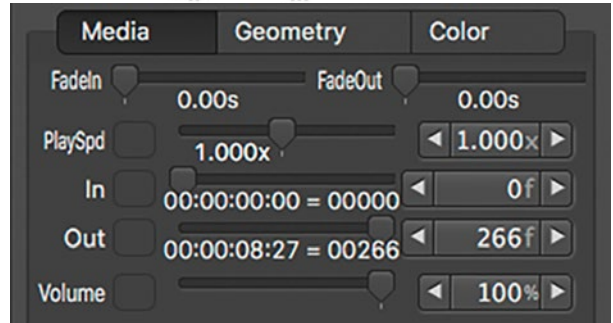 Media Geometry Color
FadeIn FadeOut
0.00s 0.00s
PlaySpd 1.000x 1.000x
In 00:00:00:00 = 00000 0f
Out 00:00:08:27 = 00266 266f
Volume 100%